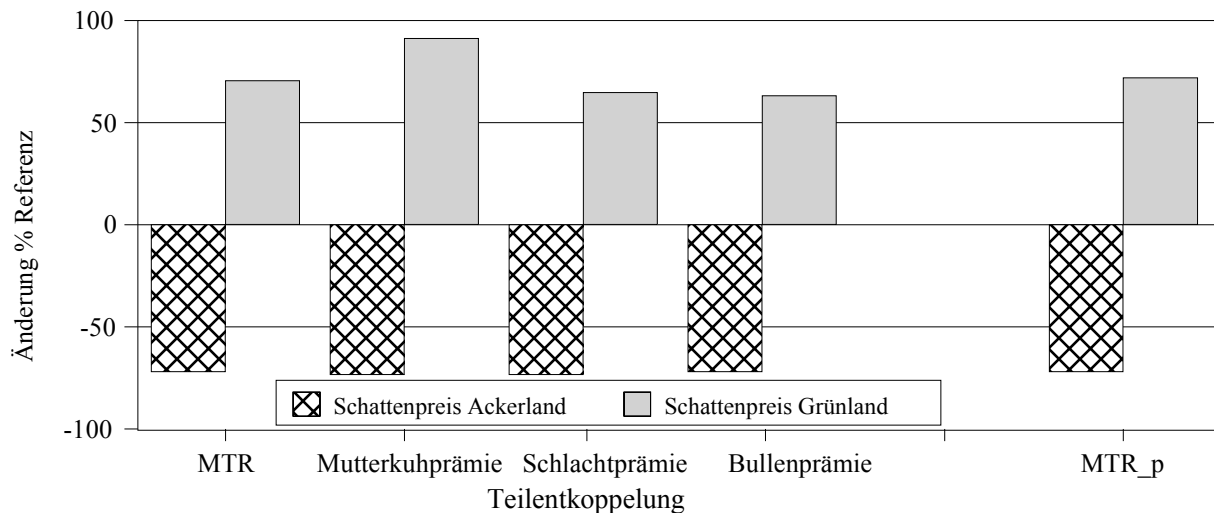 100
50
0
-50
-100
Änderung % Referenz
Schattenpreis Ackerland Schattenpreis Grünland
MTR Mutterkuhprämie Schlachtprämie Bullenprämie MTR_p
Teilentkoppelung